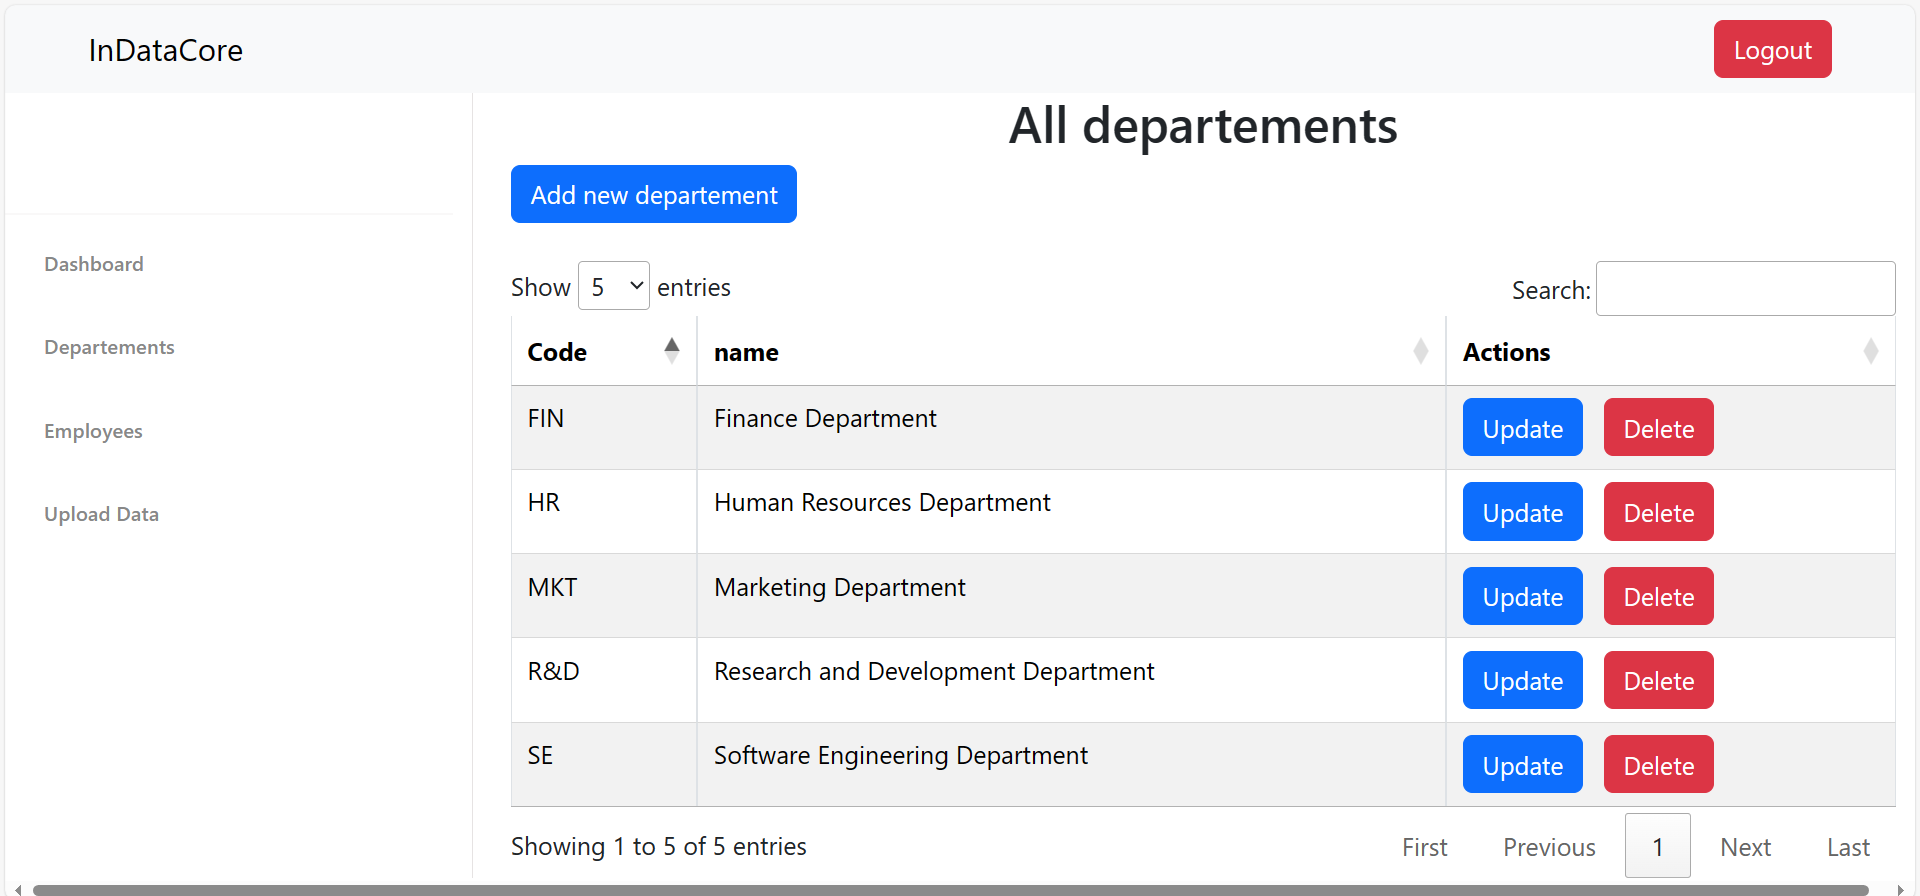 InDataCore Logout
All departements
Add new departement
Dashboard
Departements
Employees
Upload Data
Show 5 entries Search:
Code name Actions
FIN Finance Department Update Delete
HR Human Resources Department Update Delete
MKT Marketing Department Update Delete
R&D Research and Development Department Update Delete
SE Software Engineering Department Update Delete
Showing 1 to 5 of 5 entries First Previous 1 Next Last